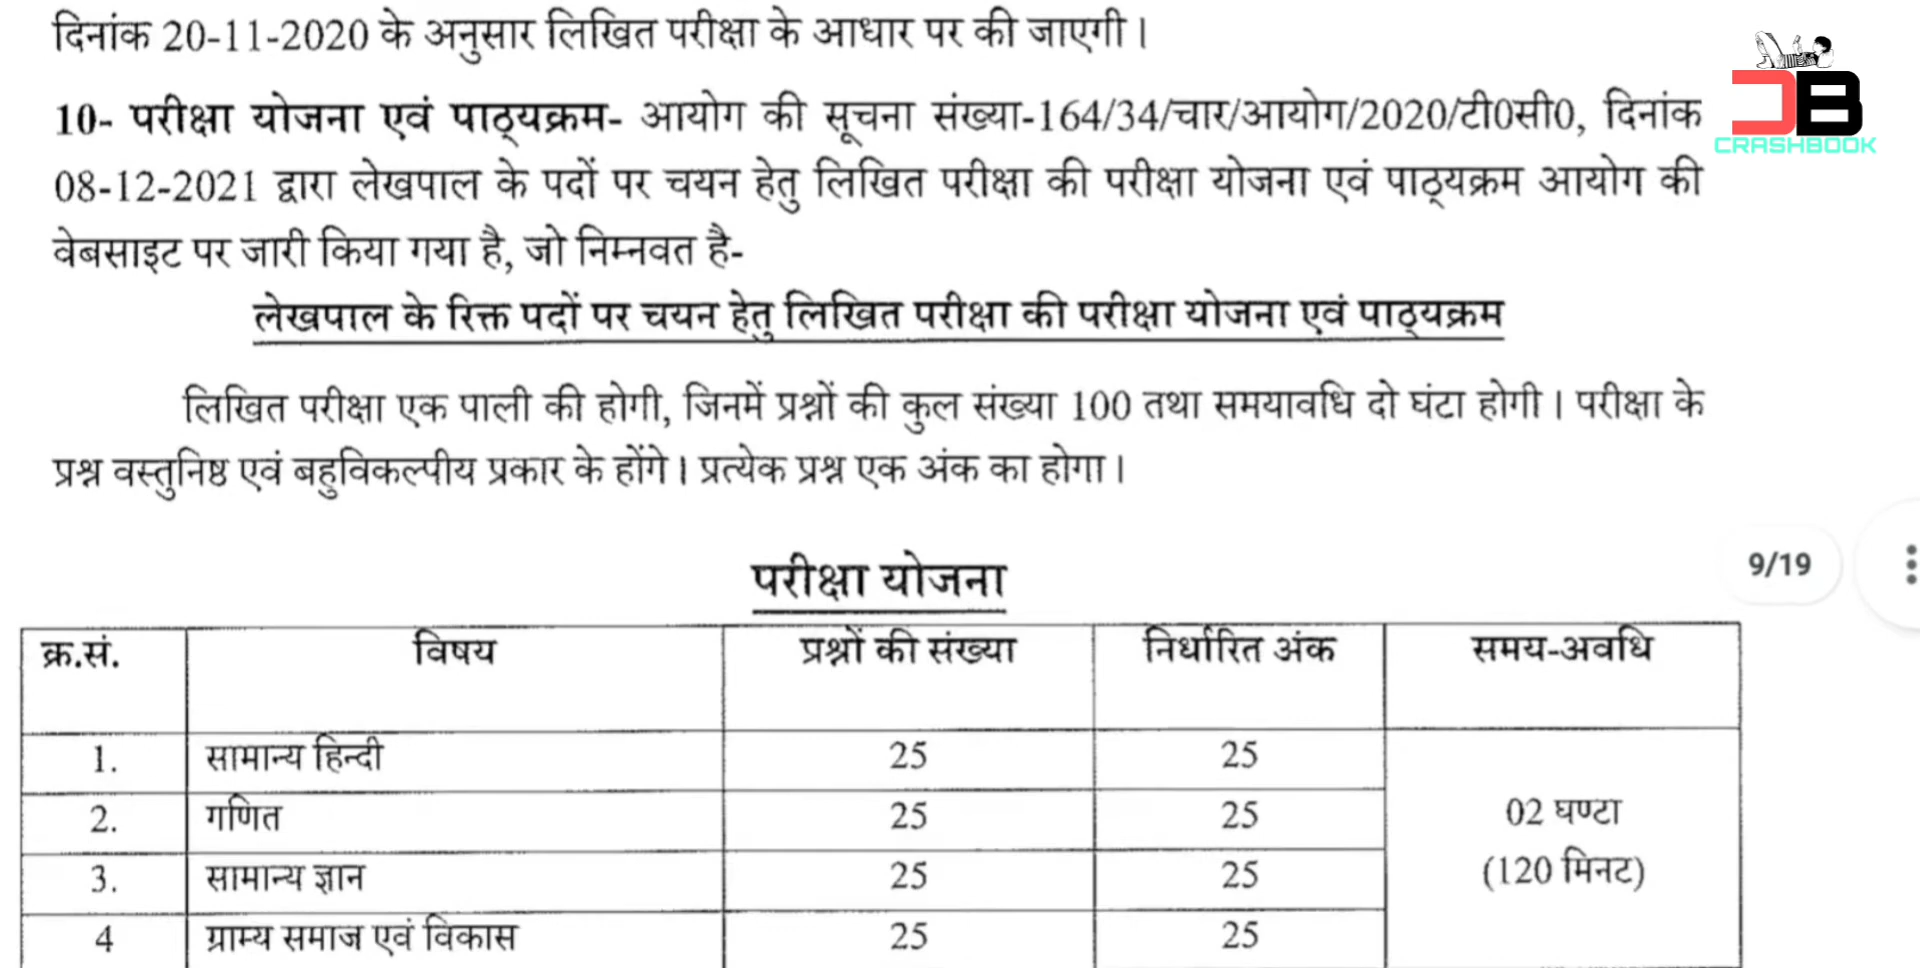 दिनांक 20-11-2020 के अनुसार लिखित परीक्षा के आधार पर की जाएगी।
10- परीक्षा योजना एवं पाठ्यक्रम- आयोग की सूचना संख्या-164/34/चार/आयोग/2020/टी0सी0, दिनांक
08-12-2021 द्वारा लेखपाल के पदों पर चयन हेतु लिखित परीक्षा की परीक्षा योजना एवं पाठ्यक्रम आयोग की
वेबसाइट पर जारी किया गया है, जो निम्नवत है-
लेखपाल के रिक्त पदों पर चयन हेतु लिखित परीक्षा की परीक्षा योजना एवं पाठ्यक्रम
लिखित परीक्षा एक पाली की होगी, जिनमें प्रश्नों की कुल संख्या 100 तथा समयावधि दो घंटा होगी। परीक्षा के
प्रश्न वस्तुनिष्ठ एवं बहुविकल्पीय प्रकार के होंगे। प्रत्येक प्रश्न एक अंक का होगा।
परीक्षा योजना
क्र.सं. विषय प्रश्नों की संख्या निर्धारित अंक समय-अवधि
1. सामान्य हिन्दी 25 25
2. गणित 25 25
02 घण्टा
3. सामान्य ज्ञान 25 25
(120 मिनट)
4 ग्राम्य समाज एवं विकास 25 25
CRASHBOOK
9/19